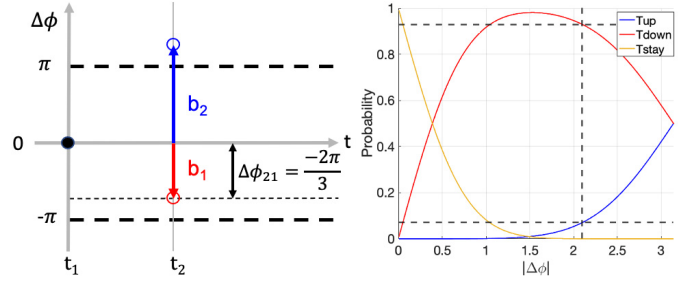 Δϕ
π
b₂
0
t
b₁
Δϕ₂₁ = −2π/3
-π
t₁
t₂
1
0.8
0.6
0.4
0.2
0
Probability
Tup
Tdown
Tstay
0 0.5 1 1.5 2 2.5 3
|Δϕ|